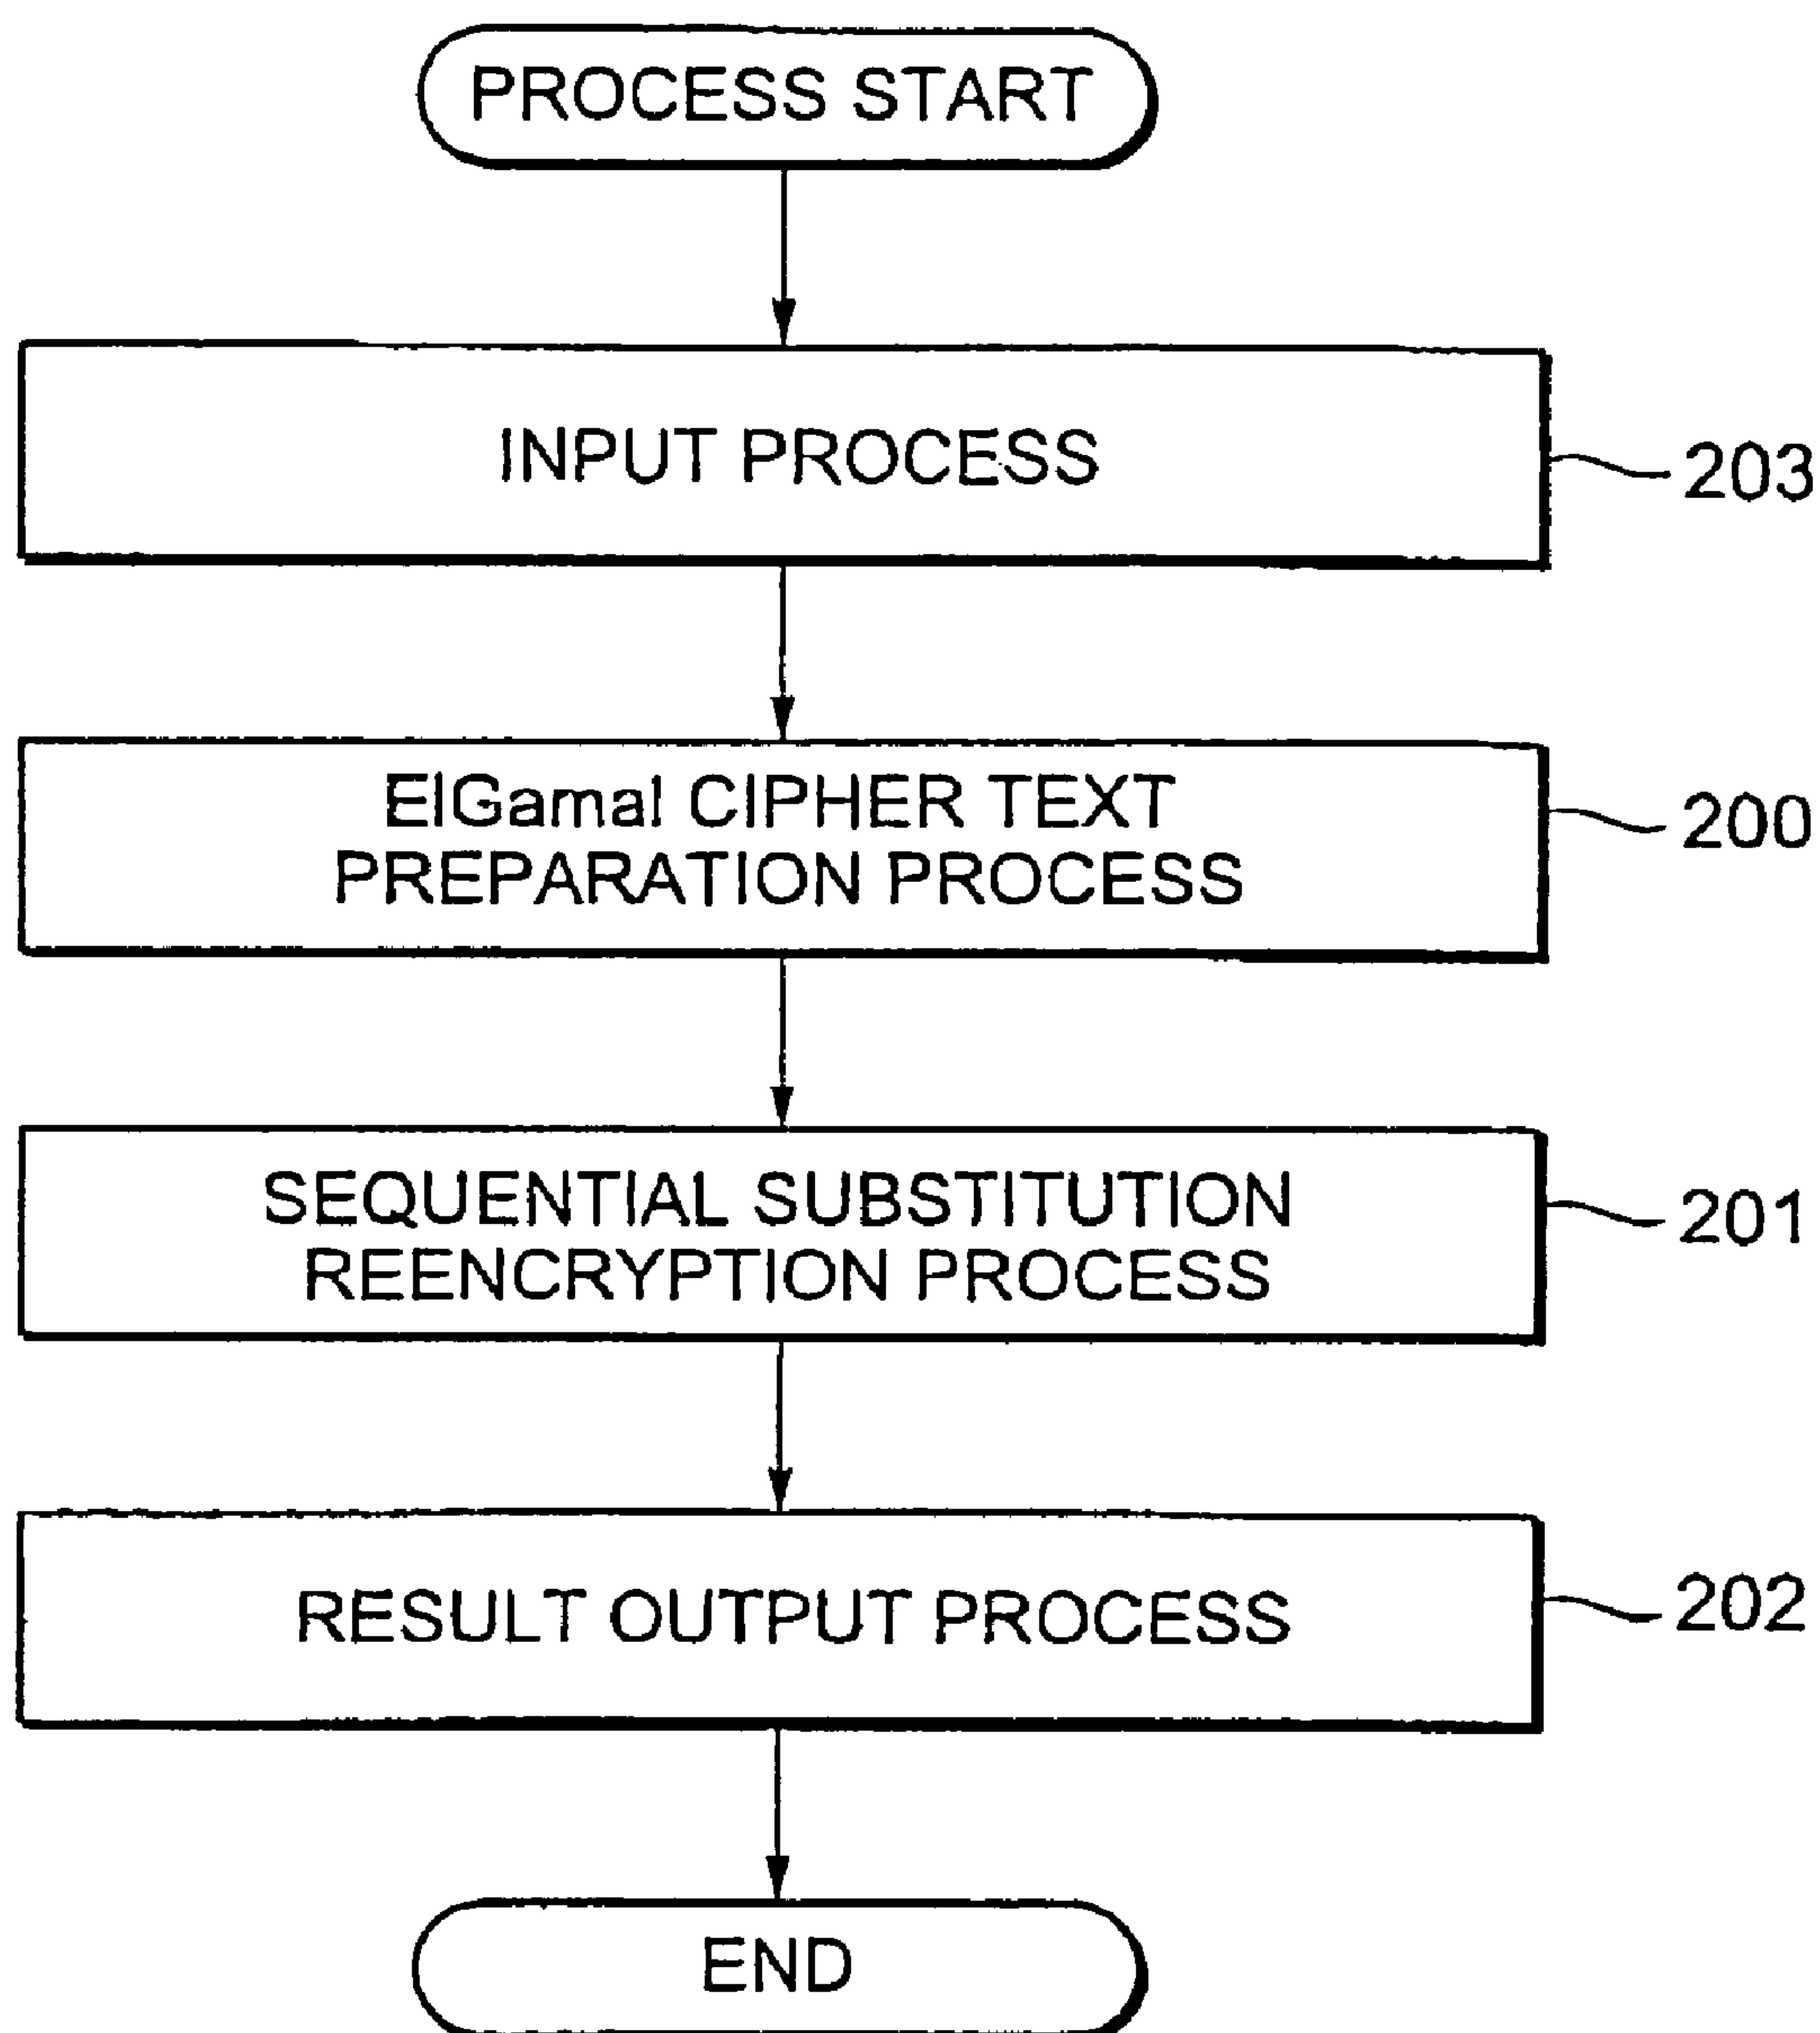 PROCESS START
INPUT PROCESS
203
ElGamal CIPHER TEXT
PREPARATION PROCESS
200
SEQUENTIAL SUBSTITUTION
REENCRYPTION PROCESS
201
RESULT OUTPUT PROCESS
202
END